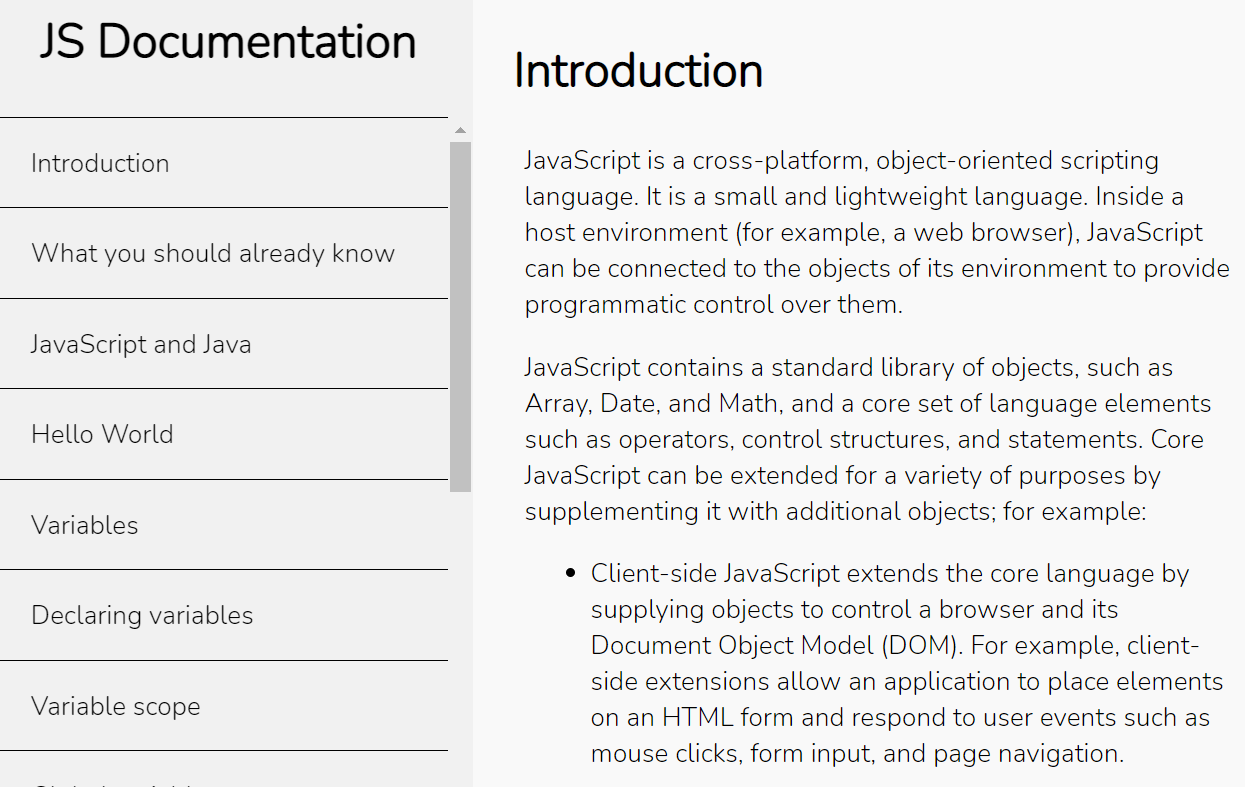 JS Documentation
Introduction
What you should already know
JavaScript and Java
Hello World
Variables
Declaring variables
Variable scope
Introduction
JavaScript is a cross-platform, object-oriented scripting
language. It is a small and lightweight language. Inside a
host environment (for example, a web browser), JavaScript
can be connected to the objects of its environment to provide
programmatic control over them.
JavaScript contains a standard library of objects, such as
Array, Date, and Math, and a core set of language elements
such as operators, control structures, and statements. Core
JavaScript can be extended for a variety of purposes by
supplementing it with additional objects; for example:
• Client-side JavaScript extends the core language by
supplying objects to control a browser and its
Document Object Model (DOM). For example, client-
side extensions allow an application to place elements
on an HTML form and respond to user events such as
mouse clicks, form input, and page navigation.